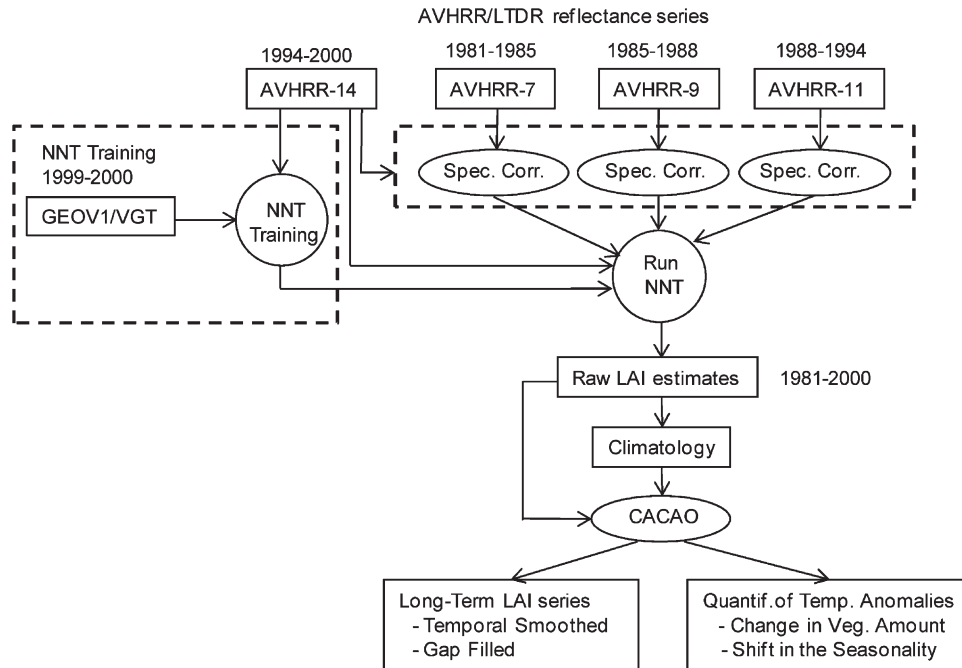 AVHRR/LTDR reflectance series
1994-2000
1981-1985
1985-1988
1988-1994
AVHRR-14
AVHRR-7
AVHRR-9
AVHRR-11
NNT Training
1999-2000
GEOV1/VGT
NNT
Training
Spec. Corr.
Spec. Corr.
Spec. Corr.
Run
NNT
Raw LAI estimates
1981-2000
Climatology
CACAO
Long-Term LAI series
- Temporal Smoothed
- Gap Filled
Quantif.of Temp. Anomalies
- Change in Veg. Amount
- Shift in the Seasonality